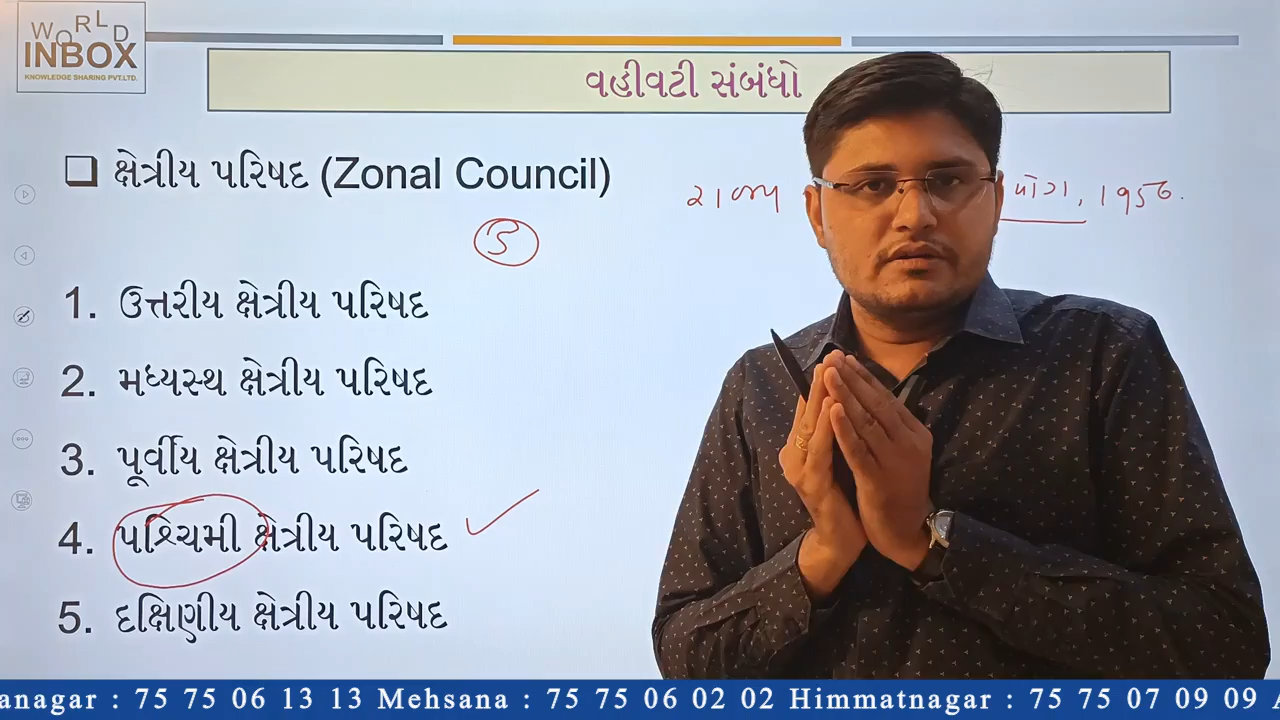 WORLD
INBOX
KNOWLEDGE SHARING PVT.LTD.
વહીવટી સંબંધો
❑ ક્ષેત્રીય પરિષદ (Zonal Council)
રાજ્ય
1956.
1. ઉત્તરીય ક્ષેત્રીય પરિષદ
2. મધ્યસ્થ ક્ષેત્રીય પરિષદ
3. પૂર્વીય ક્ષેત્રીય પરિષદ
4. પશ્ચિમી ક્ષેત્રીય પરિષદ
5. દક્ષિણીય ક્ષેત્રીય પરિષદ
anagar : 75 75 06 13 13 Mehsana : 75 75 06 02 02 Himmatnagar : 75 75 07 09 09 A